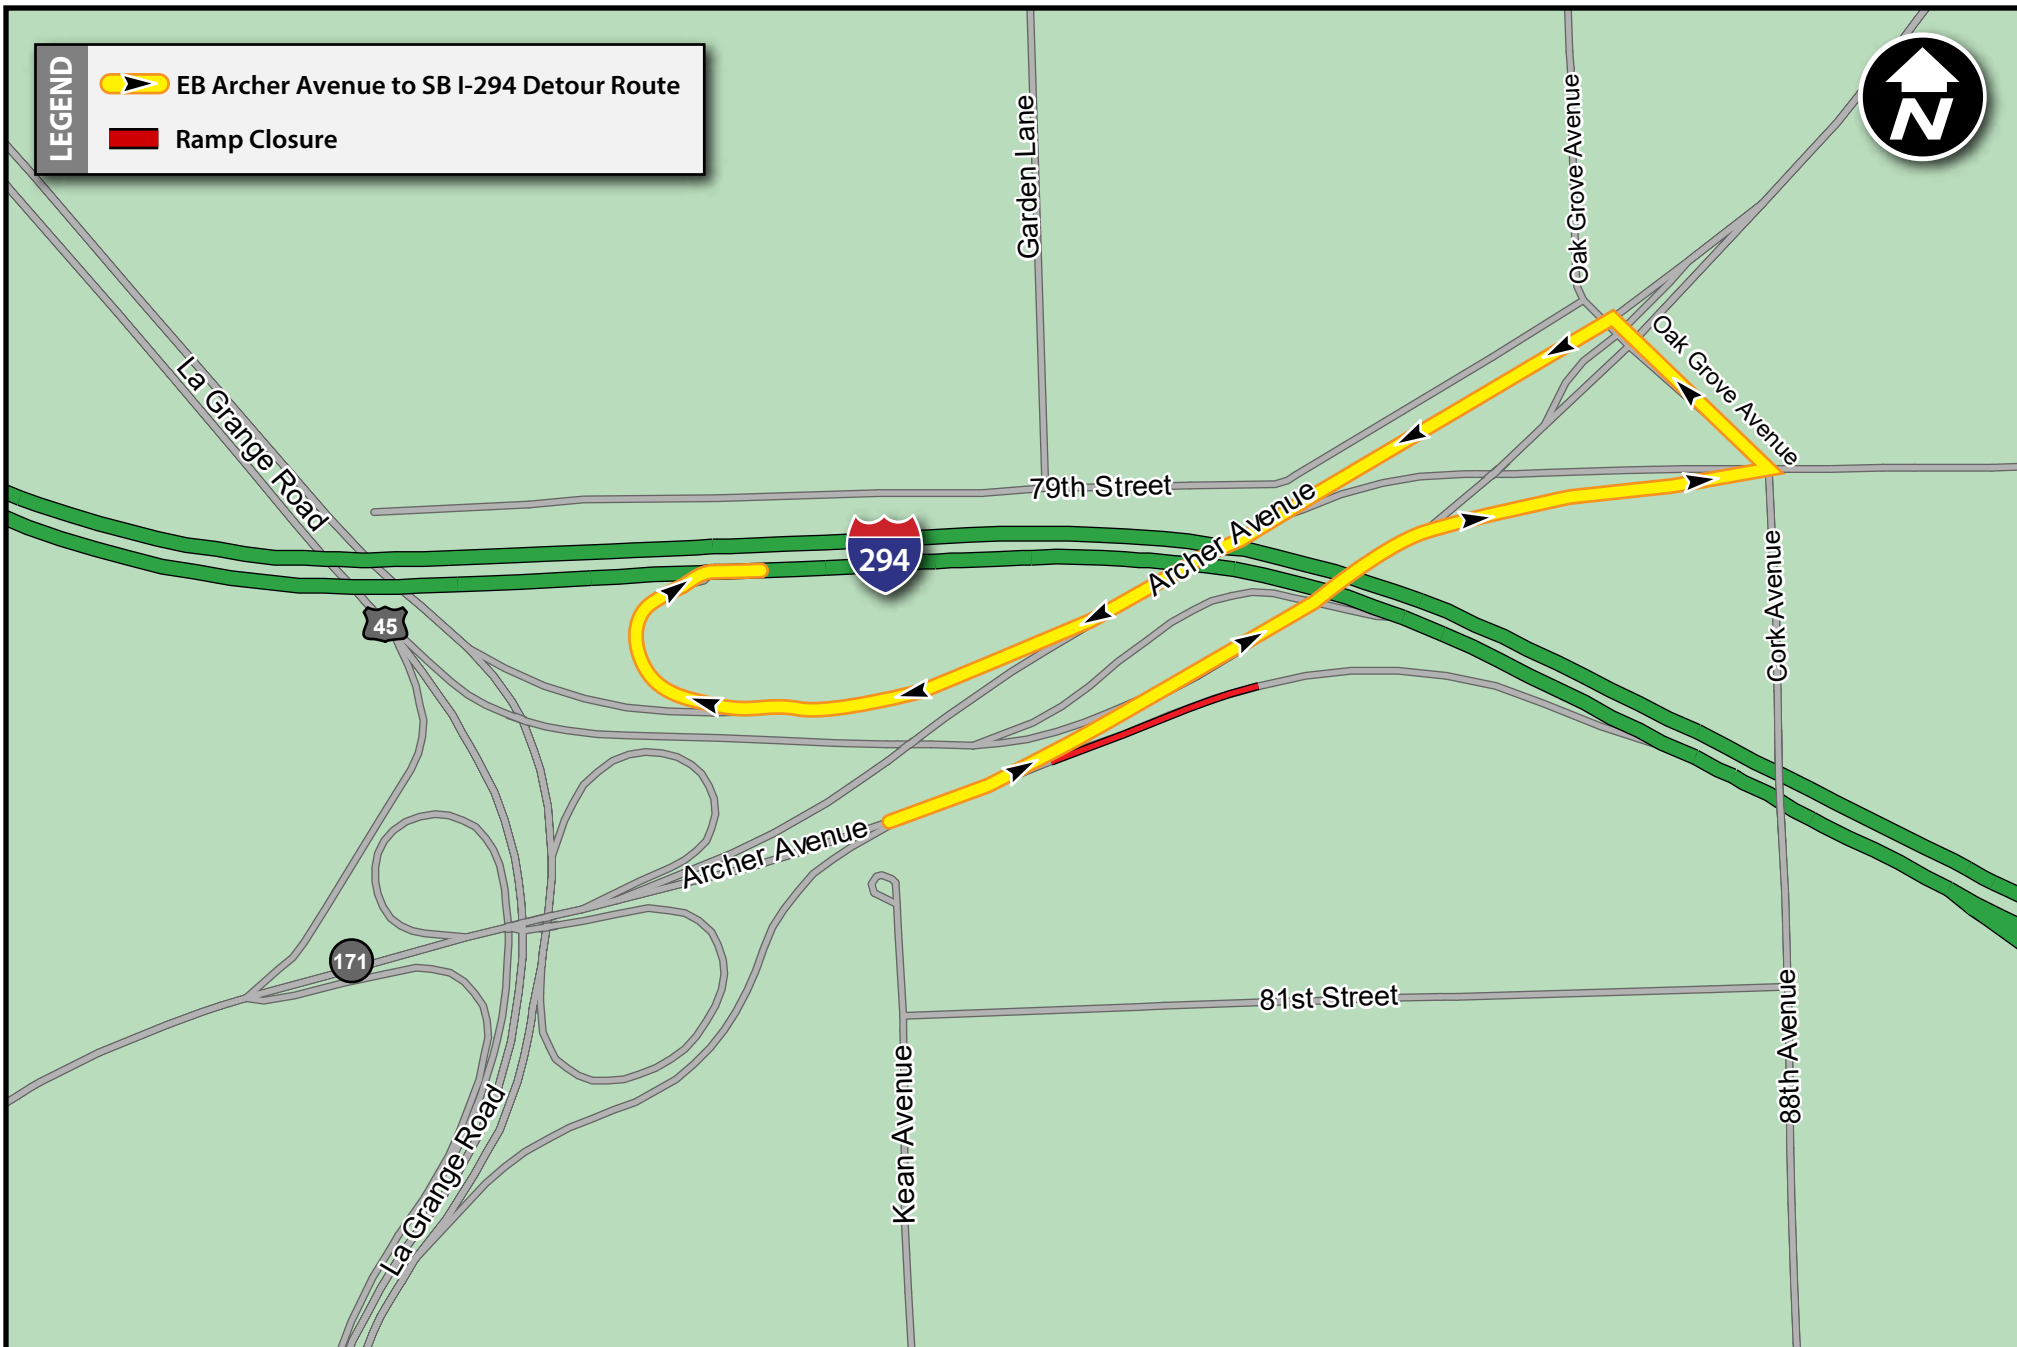 LEGEND
EB Archer Avenue to SB I-294 Detour Route
Ramp Closure
N
Garden Lane
Oak Grove Avenue
Oak Grove Avenue
La Grange Road
79th Street
294
Archer Avenue
45
Cork Avenue
Archer Avenue
171
81st Street
88th Avenue
La Grange Road
Kean Avenue